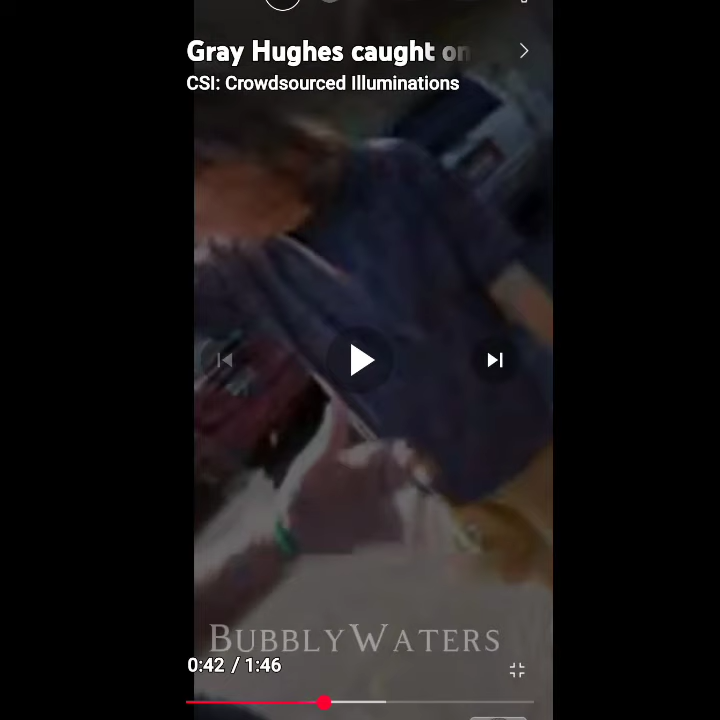 Gray Hughes caught on
CSI: Crowdsourced Illuminations
BUBBLYWATERS
0:42 / 1:46